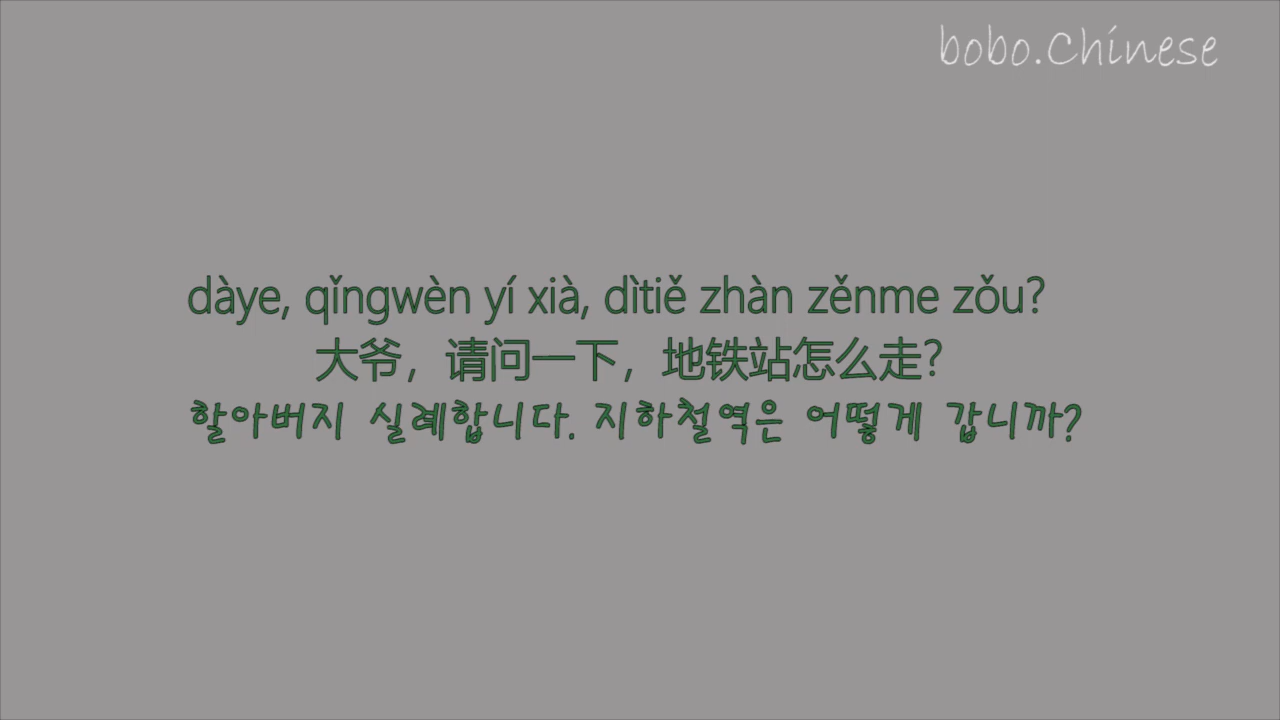 bobo.Chinese
dàye, qǐngwèn yí xià, dìtiě zhàn zěnme zǒu?
大爷，请问一下，地铁站怎么走?
할아버지 실례합니다. 지하철역은 어떻게 갑니까?